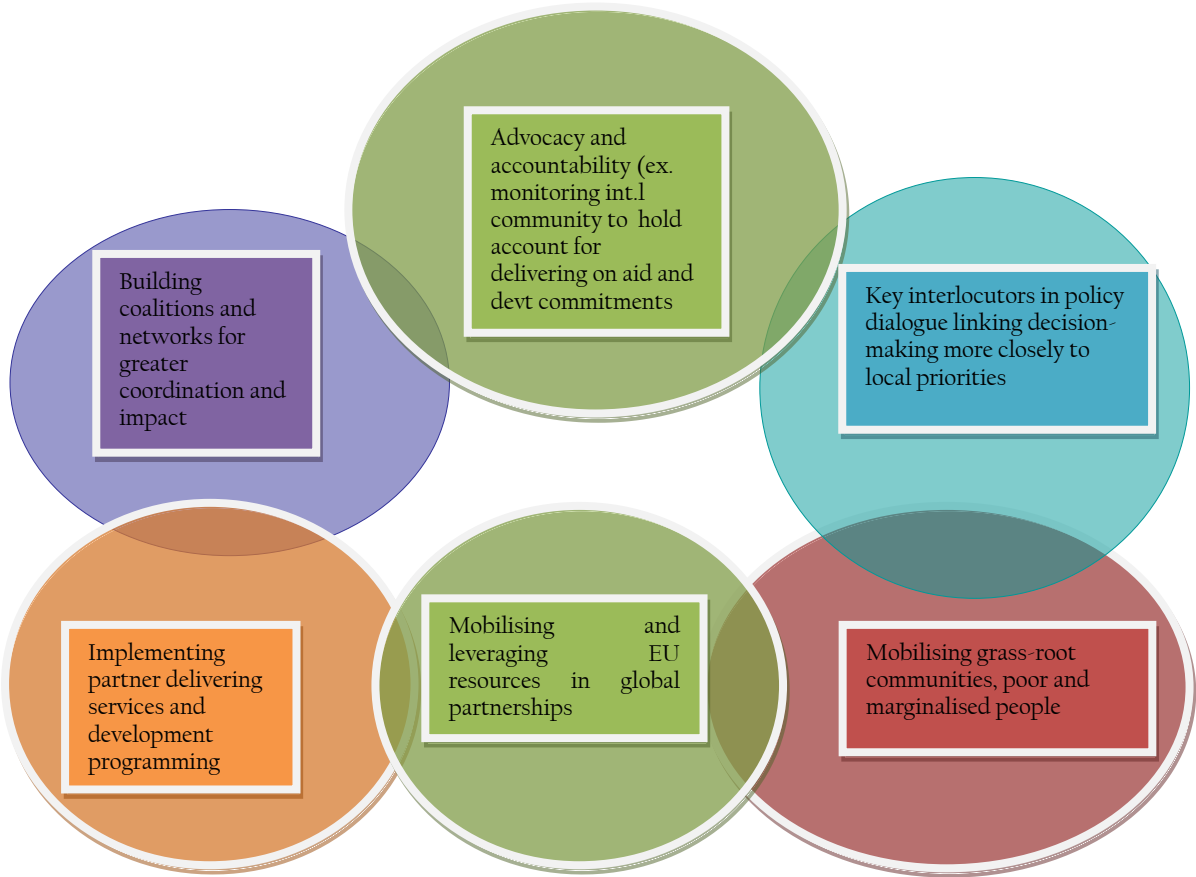 Advocacy and
accountability (ex.
monitoring int.l
community to hold
account for
delivering on aid and
devt commitments
Building
coalitions and
networks for
greater
coordination and
impact
Key interlocutors in policy
dialogue linking decision-
making more closely to
local priorities
Implementing
partner delivering
services and
development
programming
Mobilising and
leveraging EU
resources in global
partnerships
Mobilising grass-root
communities, poor and
marginalised people